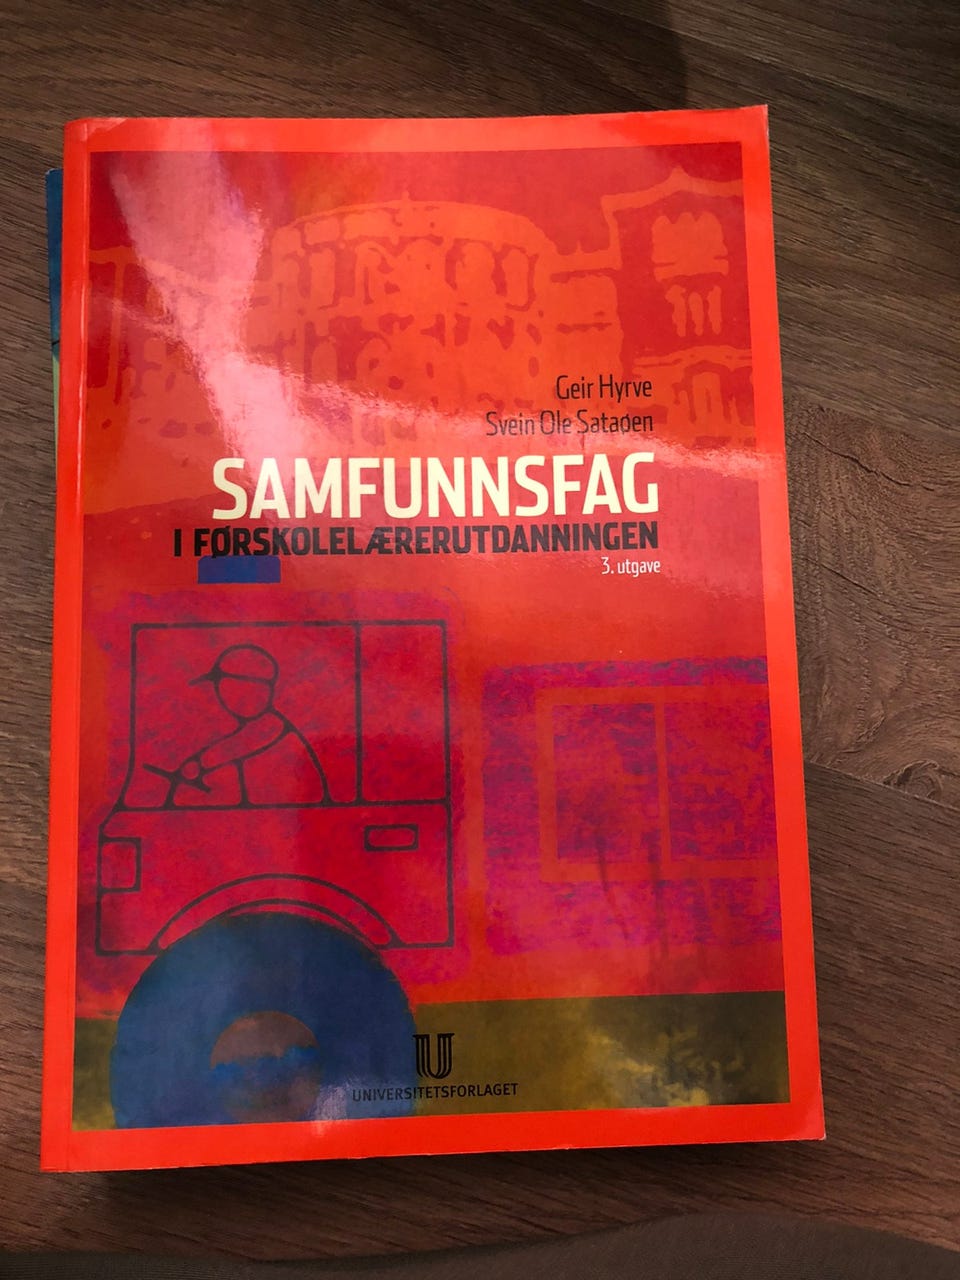 Geir Hyrve
Svein Ole Sataøen
SAMFUNNSFAG
I FØRSKOLELÆRERUTDANNINGEN
3. utgave
U
UNIVERSITETSFORLAGET